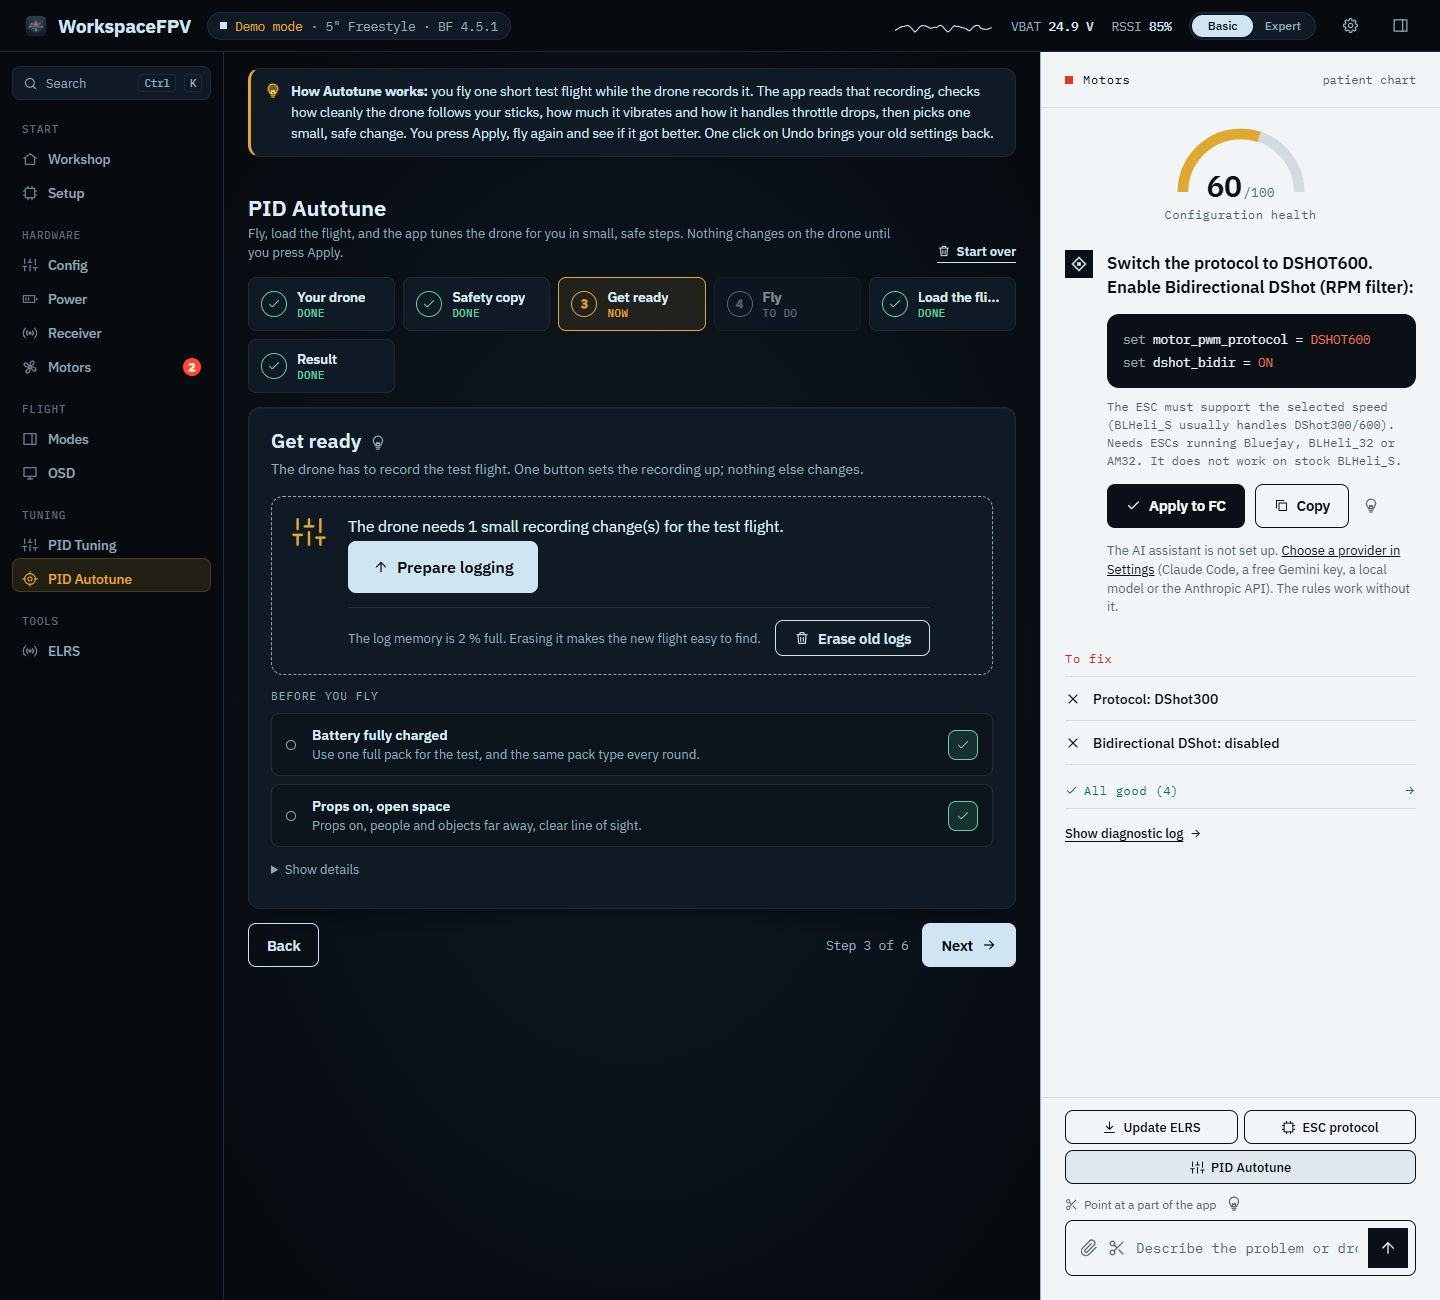 WorkspaceFPV
Demo mode · 5" Freestyle · BF 4.5.1
VBAT 24.9 V
RSSI 85%
Basic
Expert
Search
Ctrl
K
START
Workshop
Setup
HARDWARE
Config
Power
Receiver
Motors
2
FLIGHT
Modes
OSD
TUNING
PID Tuning
PID Autotune
TOOLS
ELRS
How Autotune works: you fly one short test flight while the drone records it. The app reads that recording, checks
how cleanly the drone follows your sticks, how much it vibrates and how it handles throttle drops, then picks one
small, safe change. You press Apply, fly again and see if it got better. One click on Undo brings your old settings back.
PID Autotune
Fly, load the flight, and the app tunes the drone for you in small, safe steps. Nothing changes on the drone until
you press Apply.
Start over
Your drone
DONE
Safety copy
DONE
3
Get ready
NOW
4
Fly
TO DO
Load the fli...
DONE
Result
DONE
Get ready
The drone has to record the test flight. One button sets the recording up; nothing else changes.
The drone needs 1 small recording change(s) for the test flight.
Prepare logging
The log memory is 2 % full. Erasing it makes the new flight easy to find.
Erase old logs
BEFORE YOU FLY
Battery fully charged
Use one full pack for the test, and the same pack type every round.
Props on, open space
Props on, people and objects far away, clear line of sight.
Show details
Back
Step 3 of 6
Next
Motors
patient chart
60/100
Configuration health
Switch the protocol to DSHOT600.
Enable Bidirectional DShot (RPM filter):
set motor_pwm_protocol = DSHOT600
set dshot_bidir = ON
The ESC must support the selected speed
(BLHeli_S usually handles DShot300/600).
Needs ESCs running Bluejay, BLHeli_32 or
AM32. It does not work on stock BLHeli_S.
Apply to FC
Copy
The AI assistant is not set up. Choose a provider in
Settings (Claude Code, a free Gemini key, a local
model or the Anthropic API). The rules work without
it.
To fix
Protocol: DShot300
Bidirectional DShot: disabled
All good (4)
Show diagnostic log
Update ELRS
ESC protocol
PID Autotune
Point at a part of the app
Describe the problem or dro